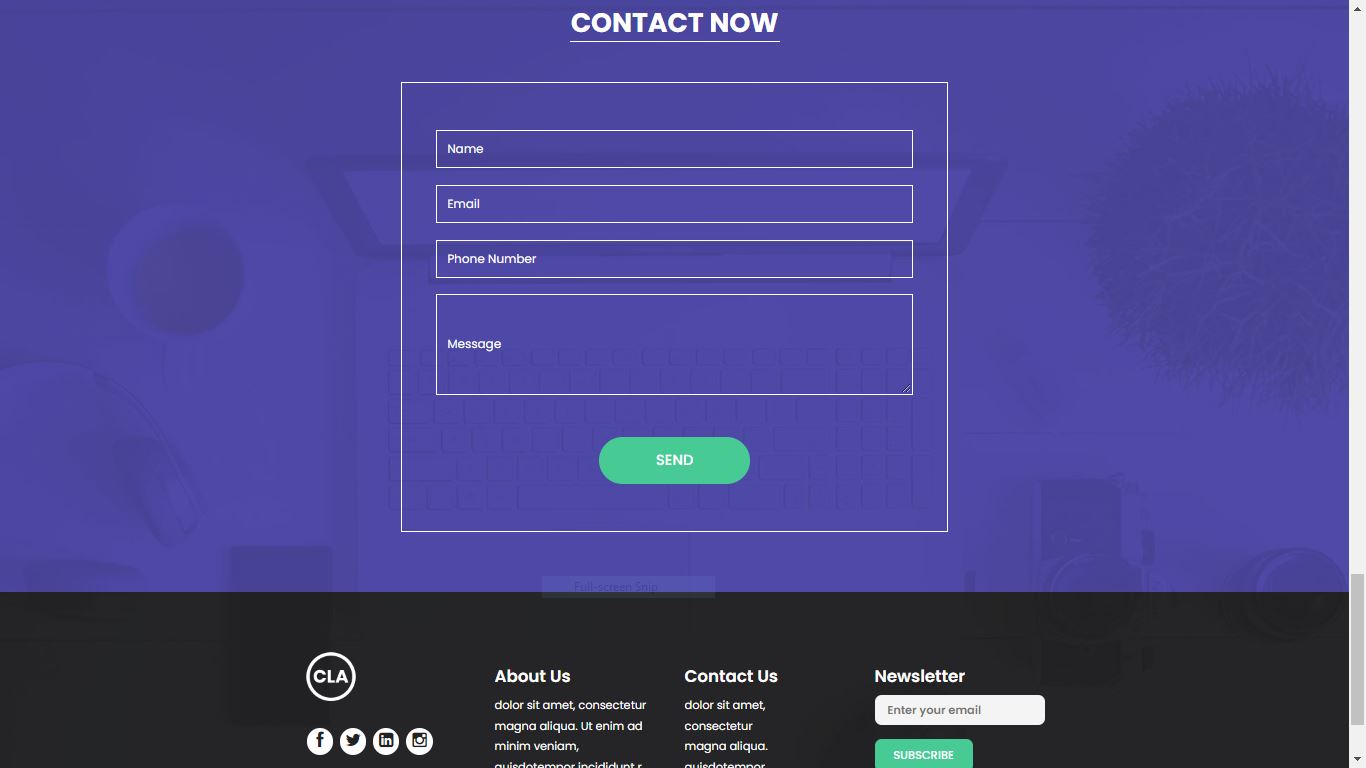 CONTACT NOW
Name
Email
Phone Number
Message
SEND
Full-screen Snip
CLA
About Us
dolor sit amet, consectetur
magna aliqua. Ut enim ad
minim veniam,
quisdotempor incididunt r
Contact Us
dolor sit amet,
consectetur
magna aliqua.
quisdotempor
Newsletter
Enter your email
SUBSCRIBE